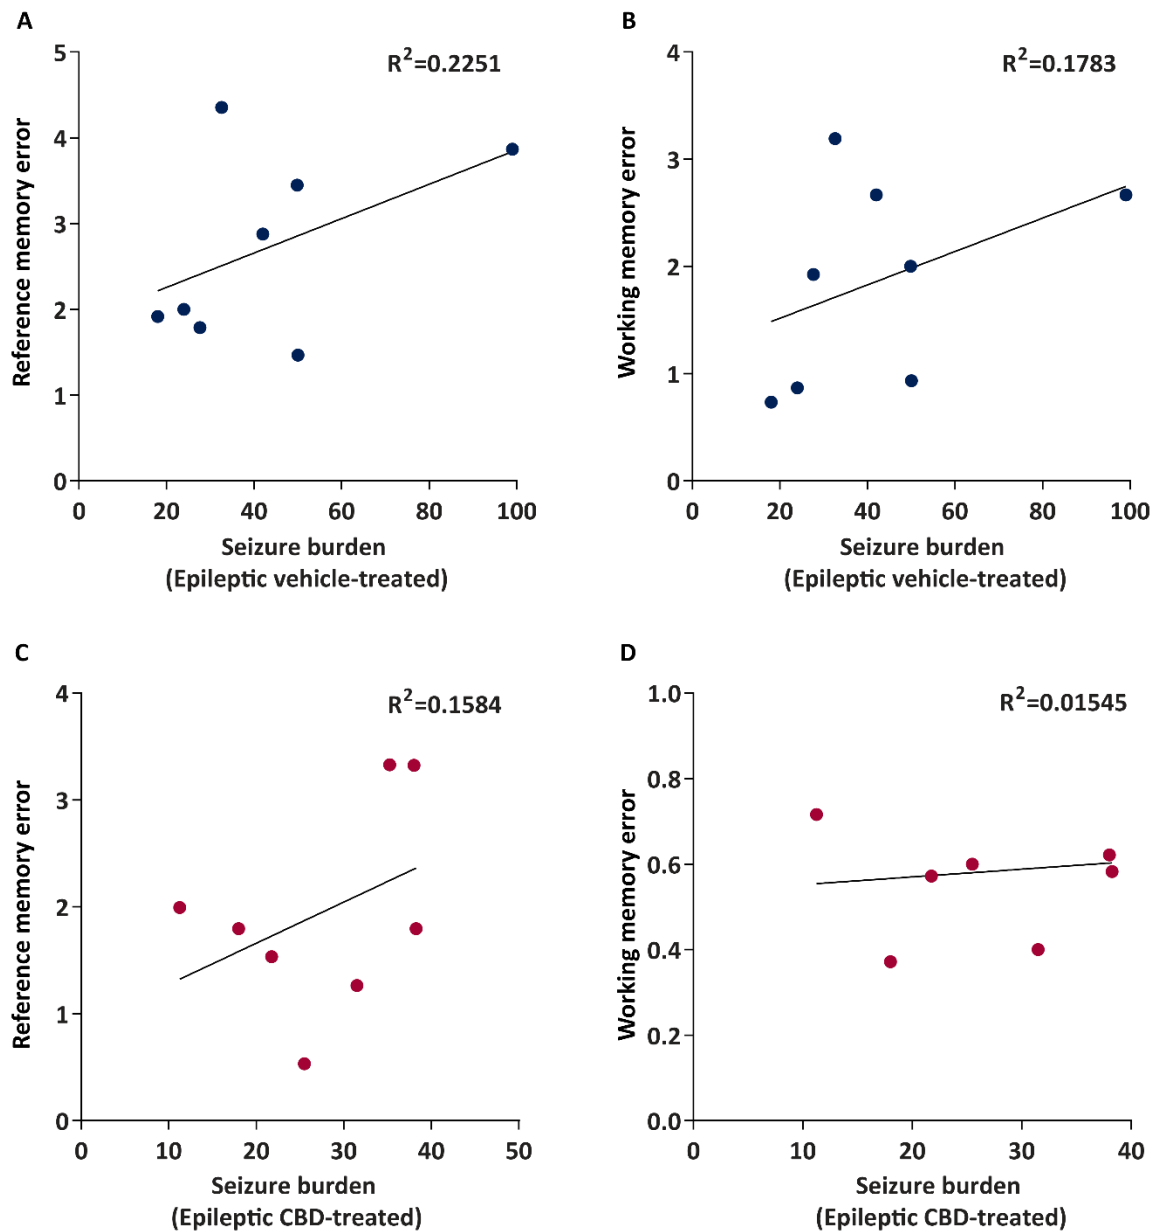 A
R²=0.2251
Reference memory error
5
4
3
2
1
0
0 20 40 60 80 100
Seizure burden
(Epileptic vehicle-treated)
B
R²=0.1783
Working memory error
4
3
2
1
0
0 20 40 60 80 100
Seizure burden
(Epileptic vehicle-treated)
C
R²=0.1584
Reference memory error
4
3
2
1
0
0 10 20 30 40 50
Seizure burden
(Epileptic CBD-treated)
D
R²=0.01545
Working memory error
1.0
0.8
0.6
0.4
0.2
0.0
0 10 20 30 40
Seizure burden
(Epileptic CBD-treated)